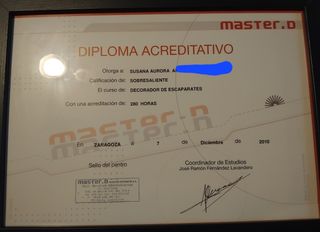 master.D
DIPLOMA ACREDITATIVO
Otorga a: SUSANA AURORA
Calificación de: SOBRESALIENTE
El curso de: DECORADOR DE ESCAPARATES
Con una acreditación de: 280 HORAS
master.D
master.D
En ZARAGOZA a 7 de Diciembre de 2010
Sello del centro
Coordinador de Estudios
José Ramón Fernández Lavandero
master.D